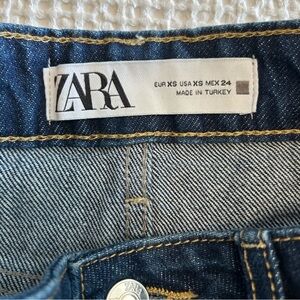 ZARA
EUR XS USA XS MEX 24
MADE IN TURKEY